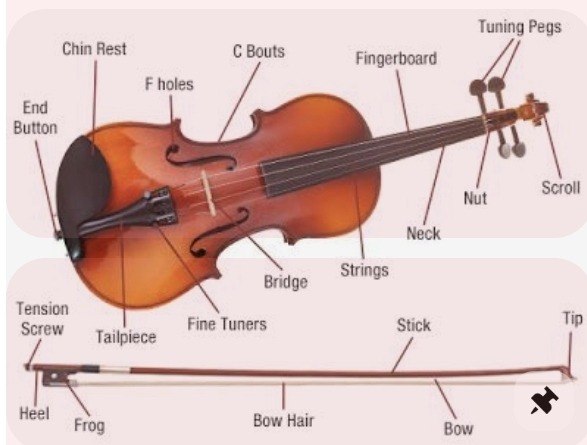 Tuning Pegs
Chin Rest
C Bouts
Fingerboard
F holes
End
Button
Scroll
Nut
Neck
Strings
Bridge
Fine Tuners
Tailpiece
Tension
Screw
Stick
Tip
Heel
Frog
Bow Hair
Bow